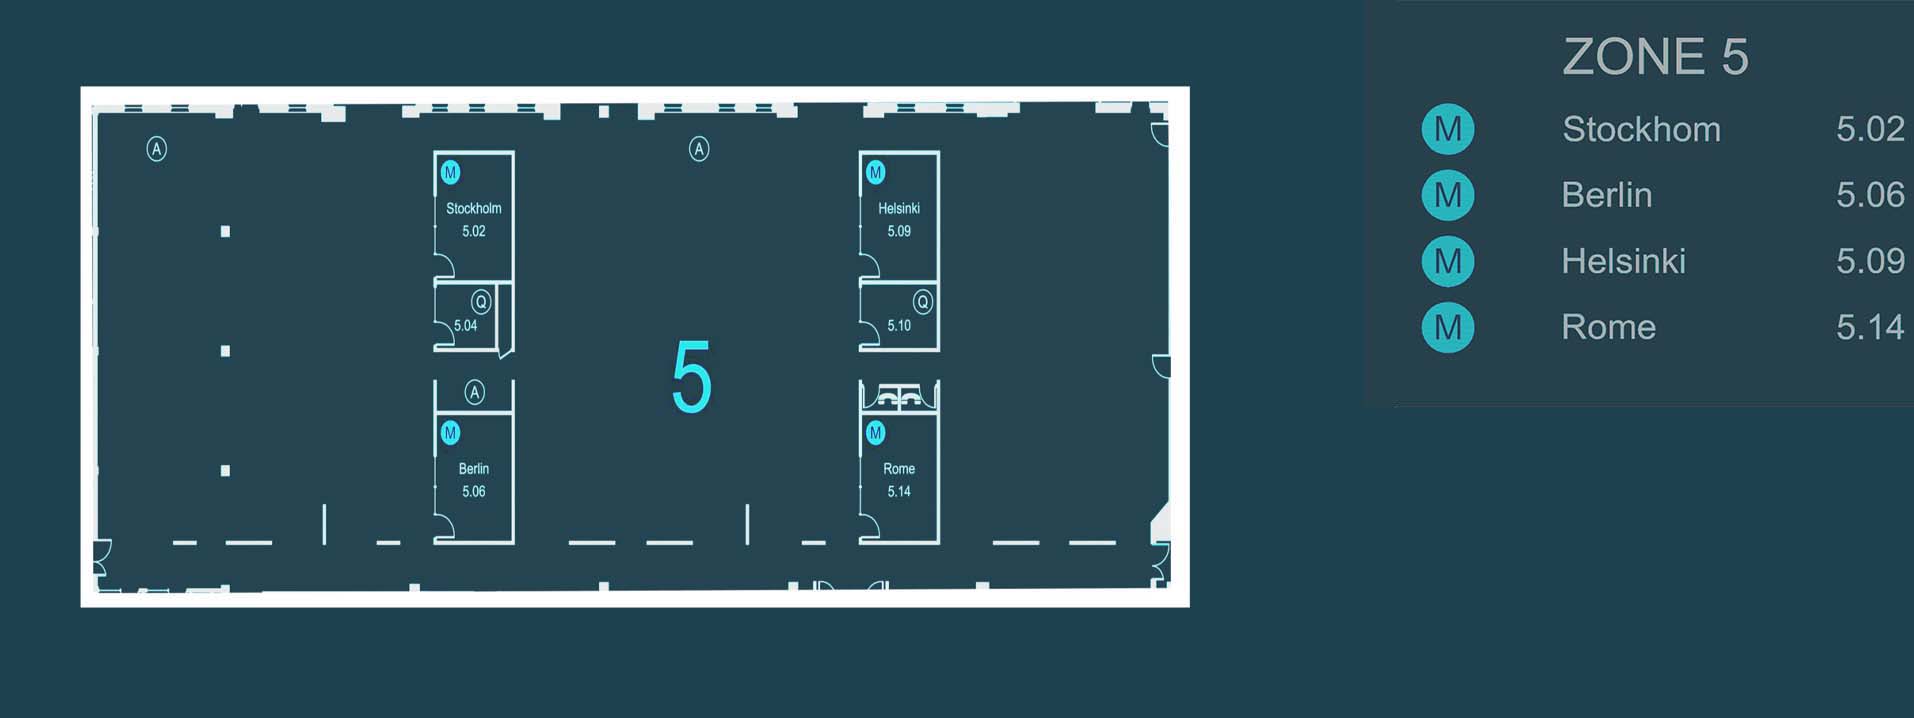 A
A
M
Stockholm
5.02
M
Helsinki
5.09
Q
5.04
Q
5.10
5
A
M
Berlin
5.06
M
Rome
5.14
ZONE 5
M Stockhom 5.02
M Berlin 5.06
M Helsinki 5.09
M Rome 5.14